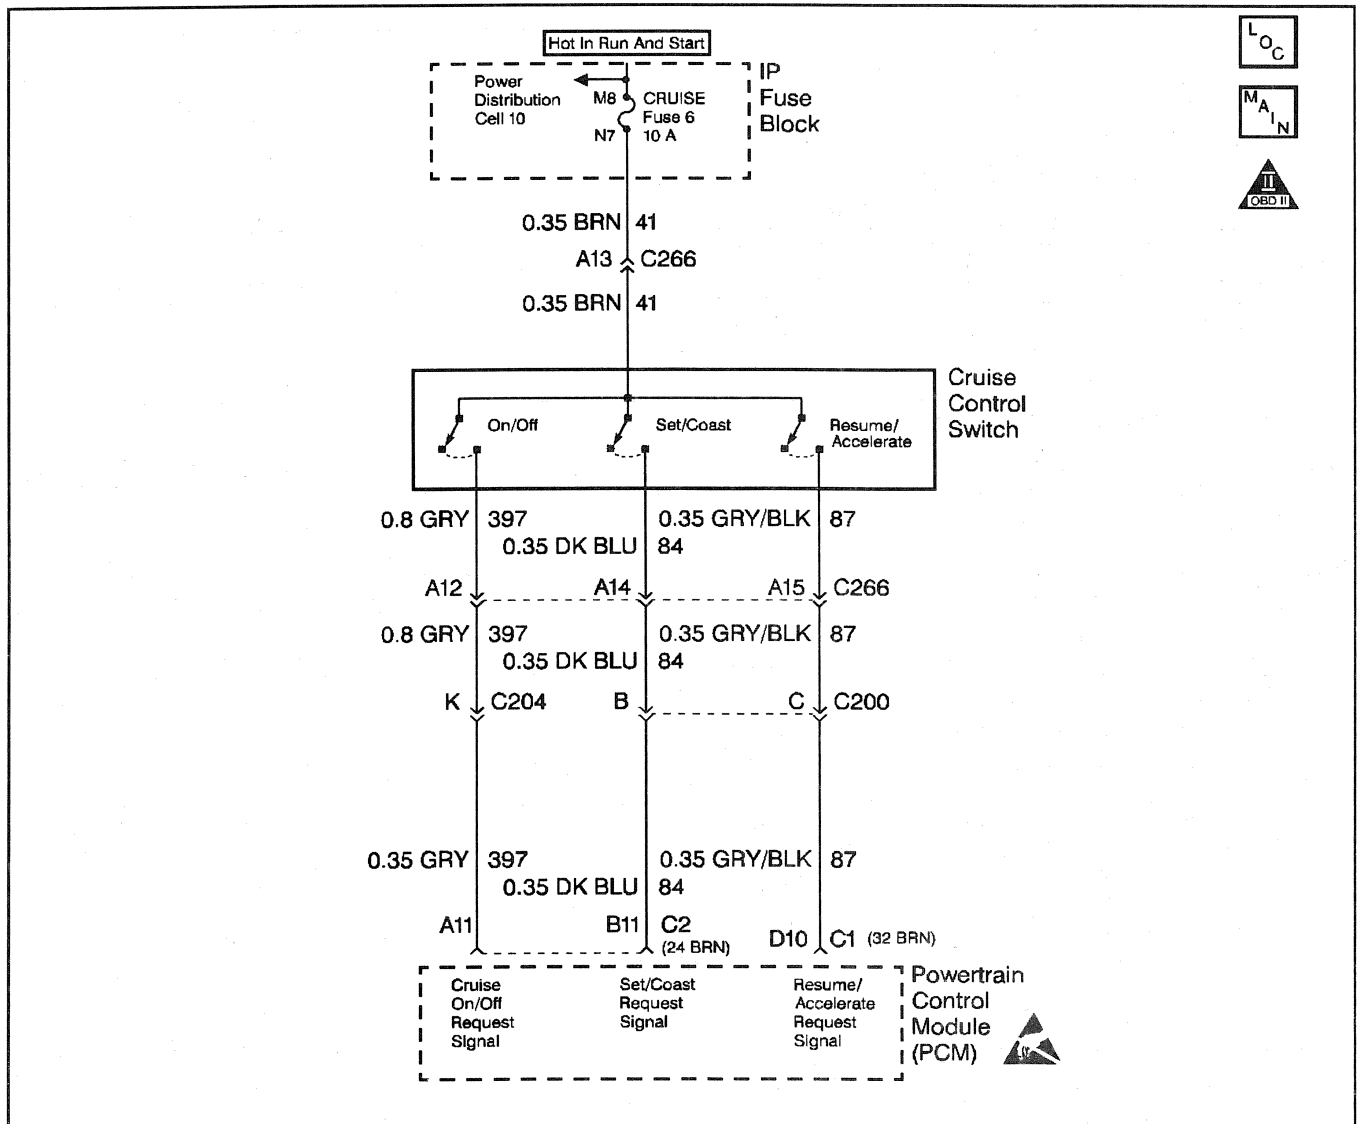 Hot In Run And Start
L O C
M A I N
II
OBD II
IP
Fuse
Block
Power
Distribution
Cell 10
M8
CRUISE
Fuse 6
10 A
N7
0.35 BRN 41
A13 C266
0.35 BRN 41
Cruise
Control
Switch
On/Off
Set/Coast
Resume/
Accelerate
0.8 GRY 397 0.35 GRY/BLK 87
0.35 DK BLU 84
A12 A14 A15 C266
0.8 GRY 397 0.35 GRY/BLK 87
0.35 DK BLU 84
K C204 B C C200
0.35 GRY 397 0.35 GRY/BLK 87
0.35 DK BLU 84
A11 B11 C2 D10 C1 (32 BRN)
(24 BRN)
Cruise
On/Off
Request
Signal
Set/Coast
Request
Signal
Resume/
Accelerate
Request
Signal
Powertrain
Control
Module
(PCM)